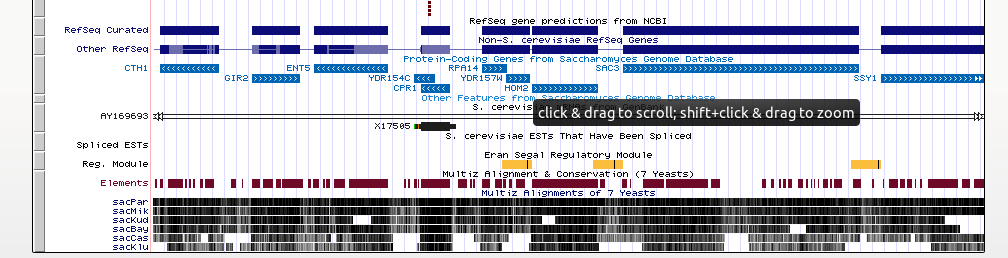 RefSeq gene predictions from NCBI
RefSeq Curated
Non-S. cerevisiae RefSeq Genes
Other RefSeq
Protein-Coding Genes from Saccharomyces Genome Database
CTH1 ENT5 RPA14 SAC3
GIR2 YDR154C YDR157W SSY1
CPR1 HOM2
Other Features from Saccharomyces Genome Database
S. cerevisiae mRNAs from GenBank
click & drag to scroll; shift+click & drag to zoom
AY169693
X17505
S. cerevisiae ESTs That Have Been Spliced
Spliced ESTs
Eran Segal Regulatory Module
Reg. Module
Multiz Alignment & Conservation (7 Yeasts)
Elements
Multiz Alignments of 7 Yeasts
sacPar
sacMik
sacKud
sacBay
sacCas
sacKlu